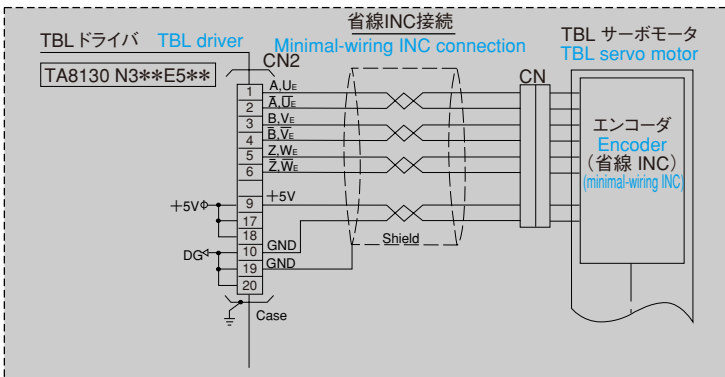 省線INC接続
Minimal-wiring INC connection
TBL ドライバ TBL driver
TA8130 N3**E5**
CN2
1 A,UE
2 A̅,U̅E
3 B,VE
4 B̅,V̅E
5 Z,WE
6 Z̅,W̅E
+5V
9 +5V
17
18
DG
10 GND
19 GND
20
Case
Shield
CN
TBL サーボモータ
TBL servo motor
エンコーダ
Encoder
(省線 INC)
(minimal-wiring INC)